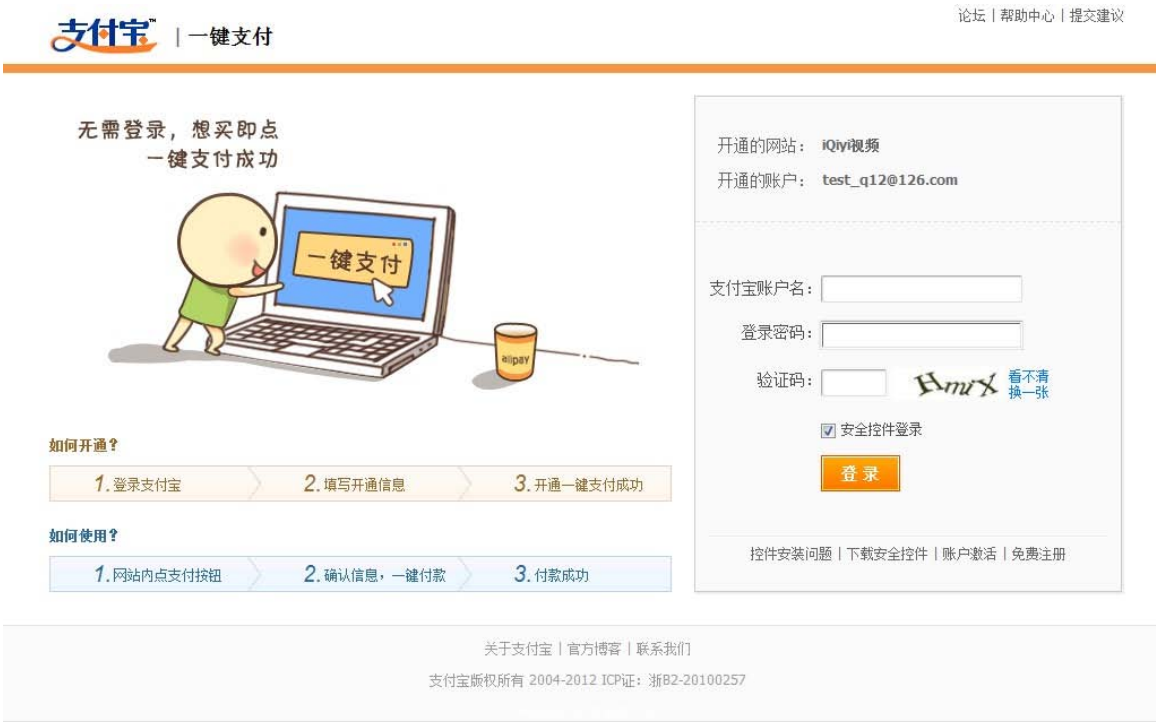 支付宝™ | 一键支付
论坛 | 帮助中心 | 提交建议
无需登录，想买即点
一键支付成功
一键支付
alipay
如何开通？
1. 登录支付宝 2. 填写开通信息 3. 开通一键支付成功
如何使用？
1. 网站内点支付按钮 2. 确认信息，一键付款 3. 付款成功
开通的网站： iQiyi视频
开通的账户： test_q12@126.com
支付宝账户名：
登录密码：
验证码： HmiX 看不清
换一张
安全控件登录
登 录
控件安装问题 | 下载安全控件 | 账户激活 | 免费注册
关于支付宝 | 官方博客 | 联系我们
支付宝版权所有 2004-2012 ICP证：浙B2-20100257